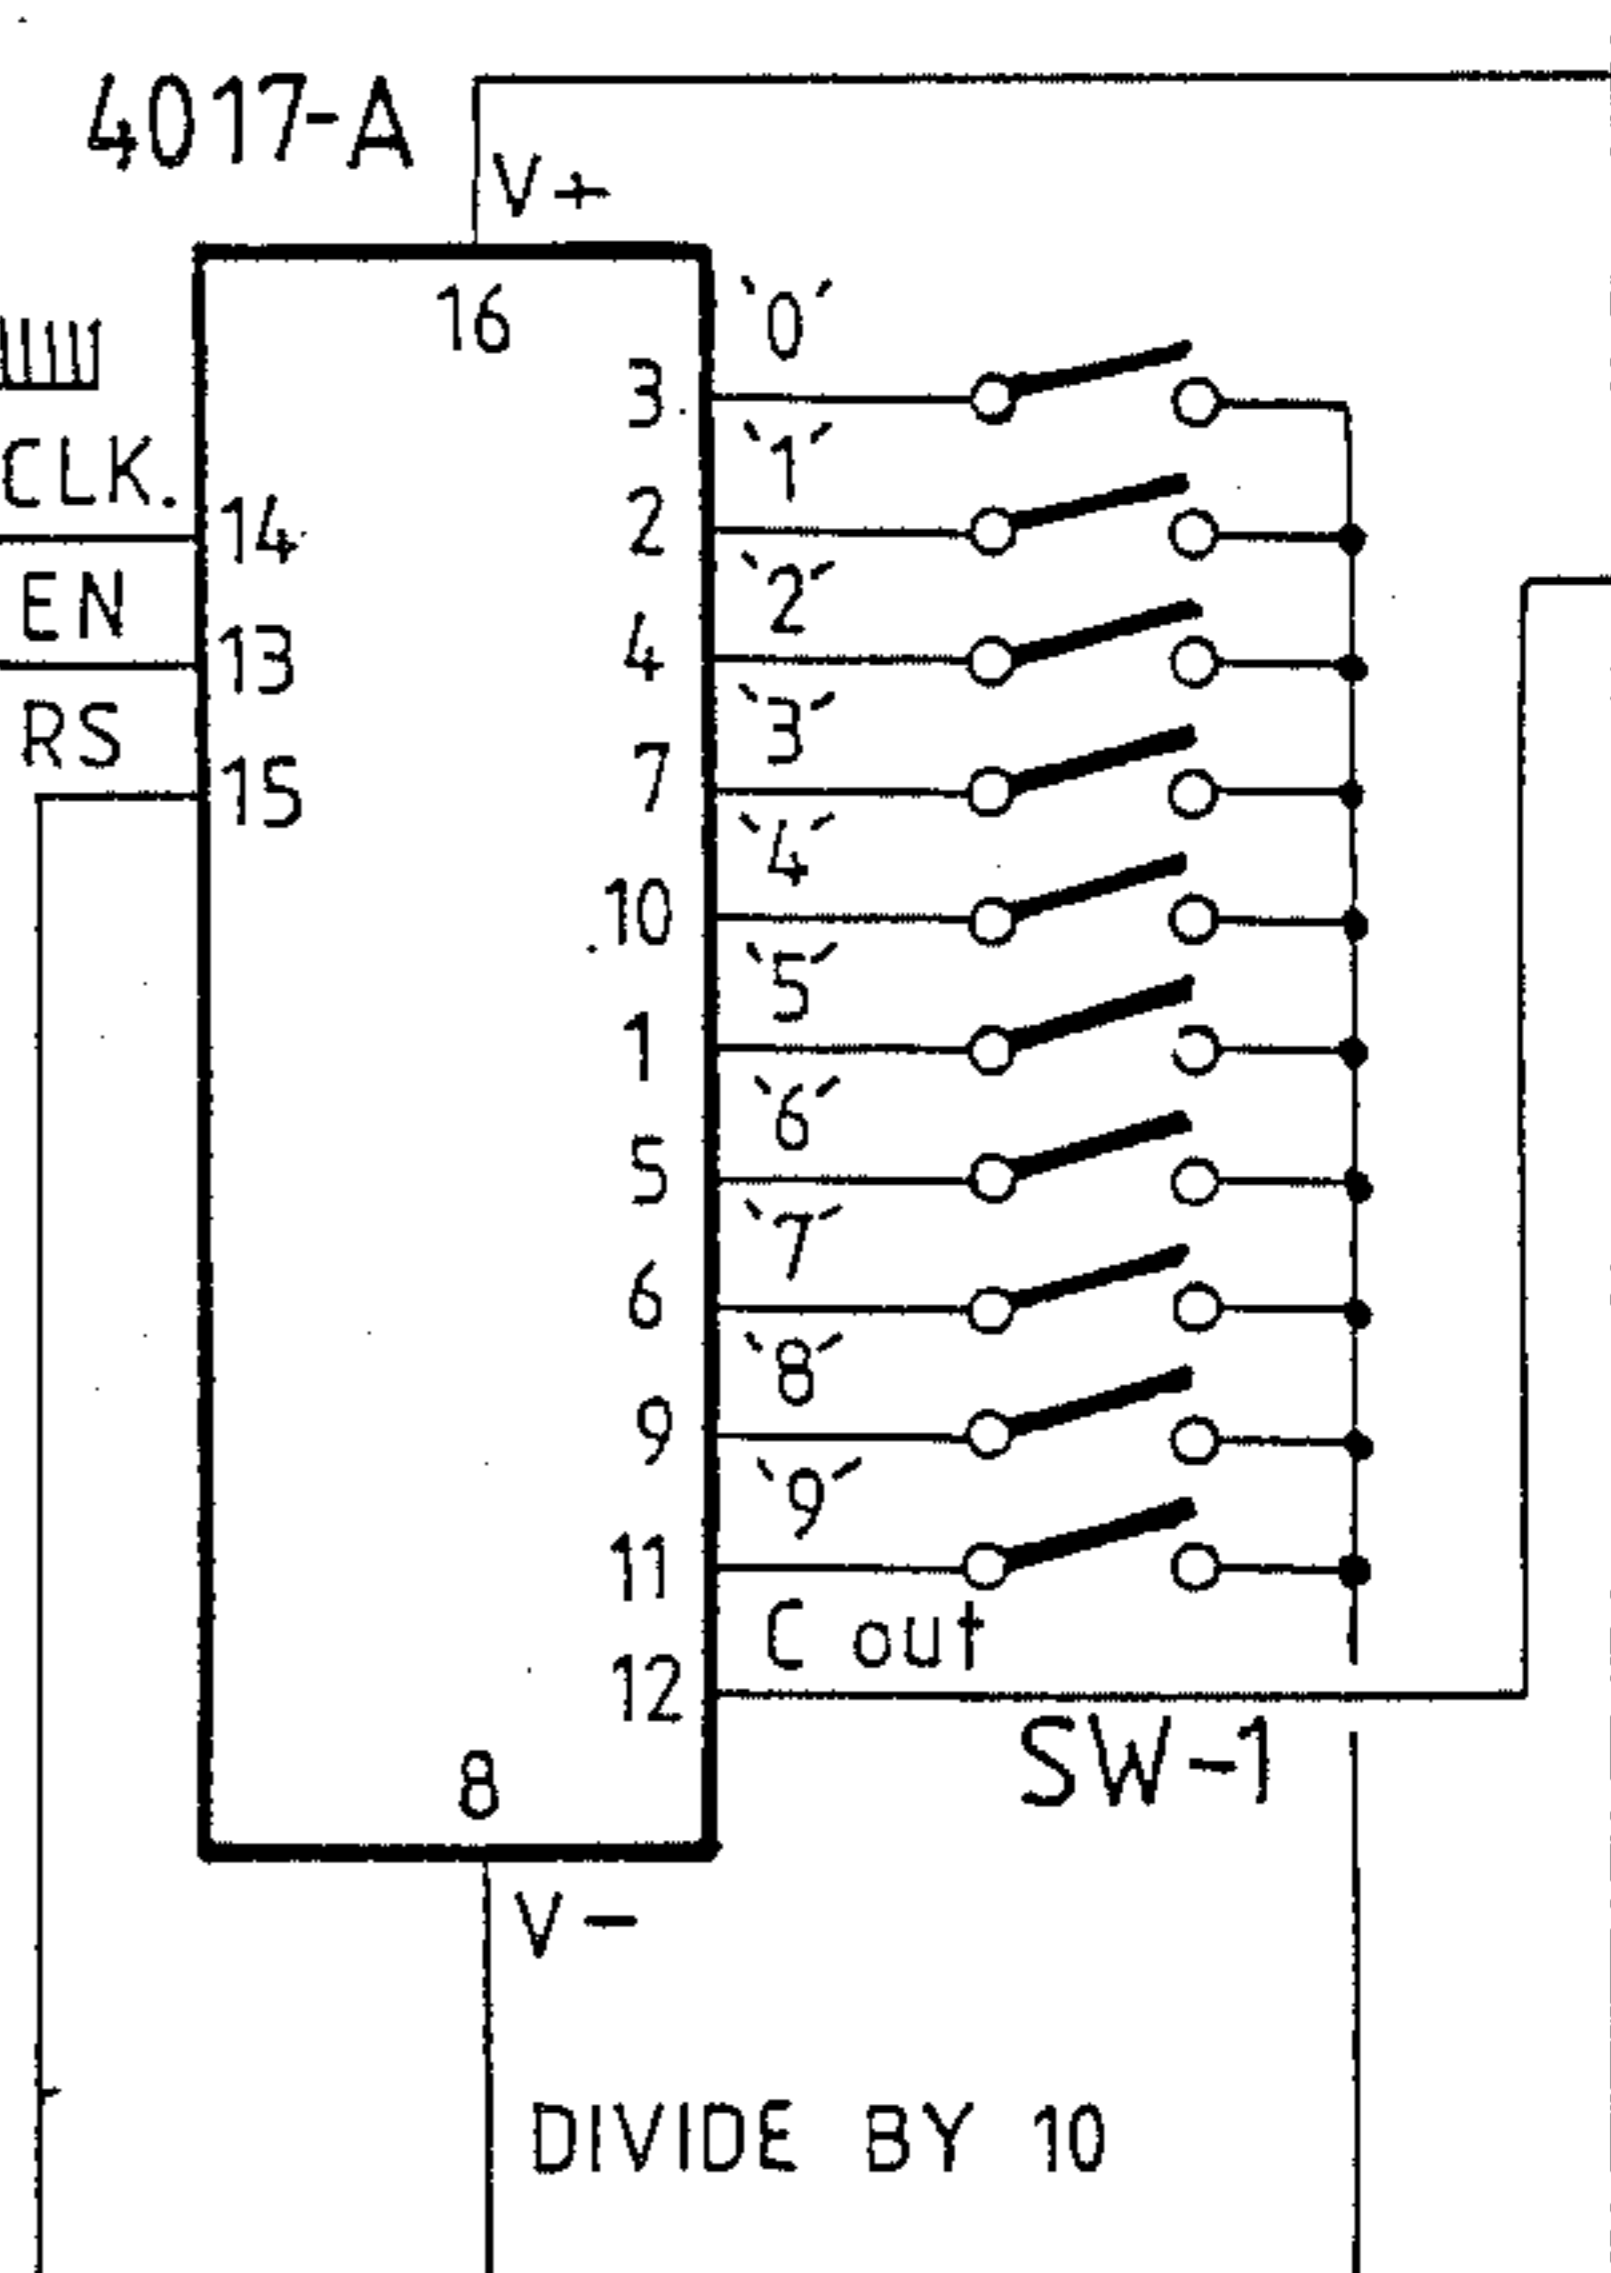 4017-A
V+
16
'0'
3
CLK.
'1'
14
2
EN
'2'
13
4
RS
'3'
15
7
'4'
10
'5'
1
'6'
5
'7'
6
'8'
9
'9'
11
C out
12
SW-1
8
V-
DIVIDE BY 10